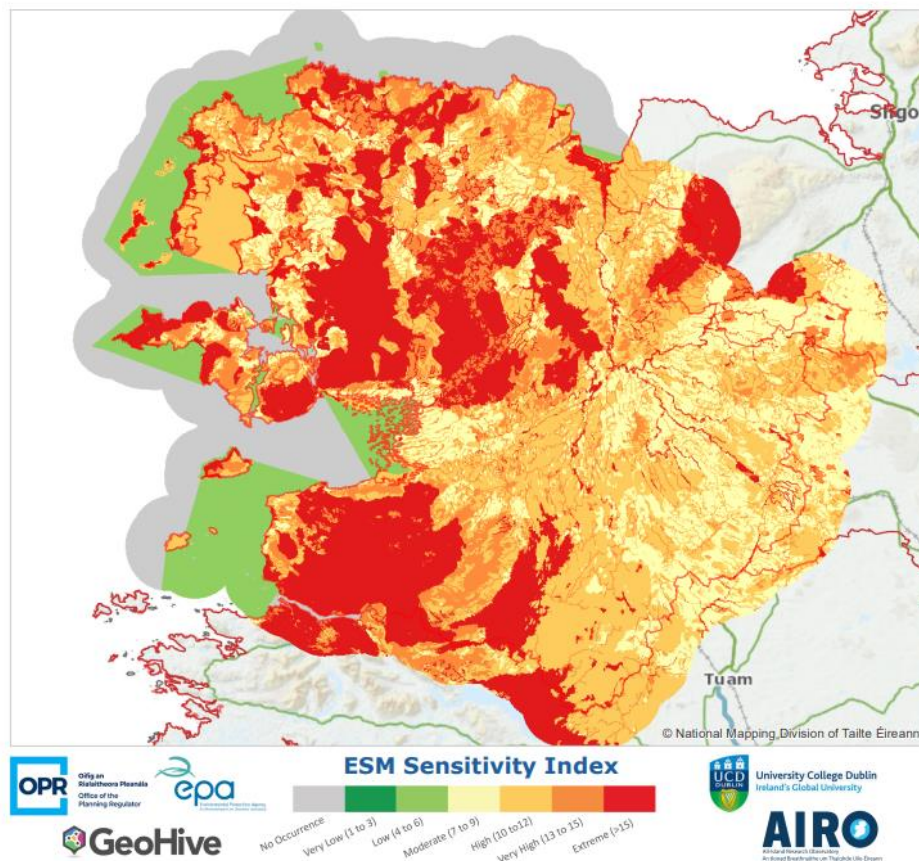 Sligo
Tuam
© National Mapping Division of Tailte Éireann
OPR
Oifig an
Rialaitheora Pleanála
Office of the
Planning Regulator
epa
Environmental Protection Agency
GeoHive
ESM Sensitivity Index
No Occurrence
Very Low (1 to 3)
Low (4 to 6)
Moderate (7 to 9)
High (10 to12)
Very High (13 to 15)
Extreme (>15)
UCD
DUBLIN
University College Dublin
Ireland's Global University
AIRO
All-Island Research Observatory